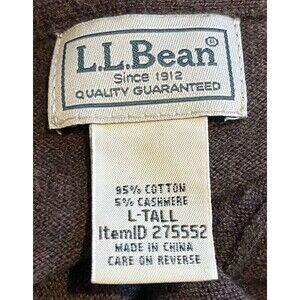 L.L.Bean®
Since 1912
QUALITY GUARANTEED
95% COTTON
5% CASHMERE
L-TALL
ItemID 275552
MADE IN CHINA
CARE ON REVERSE